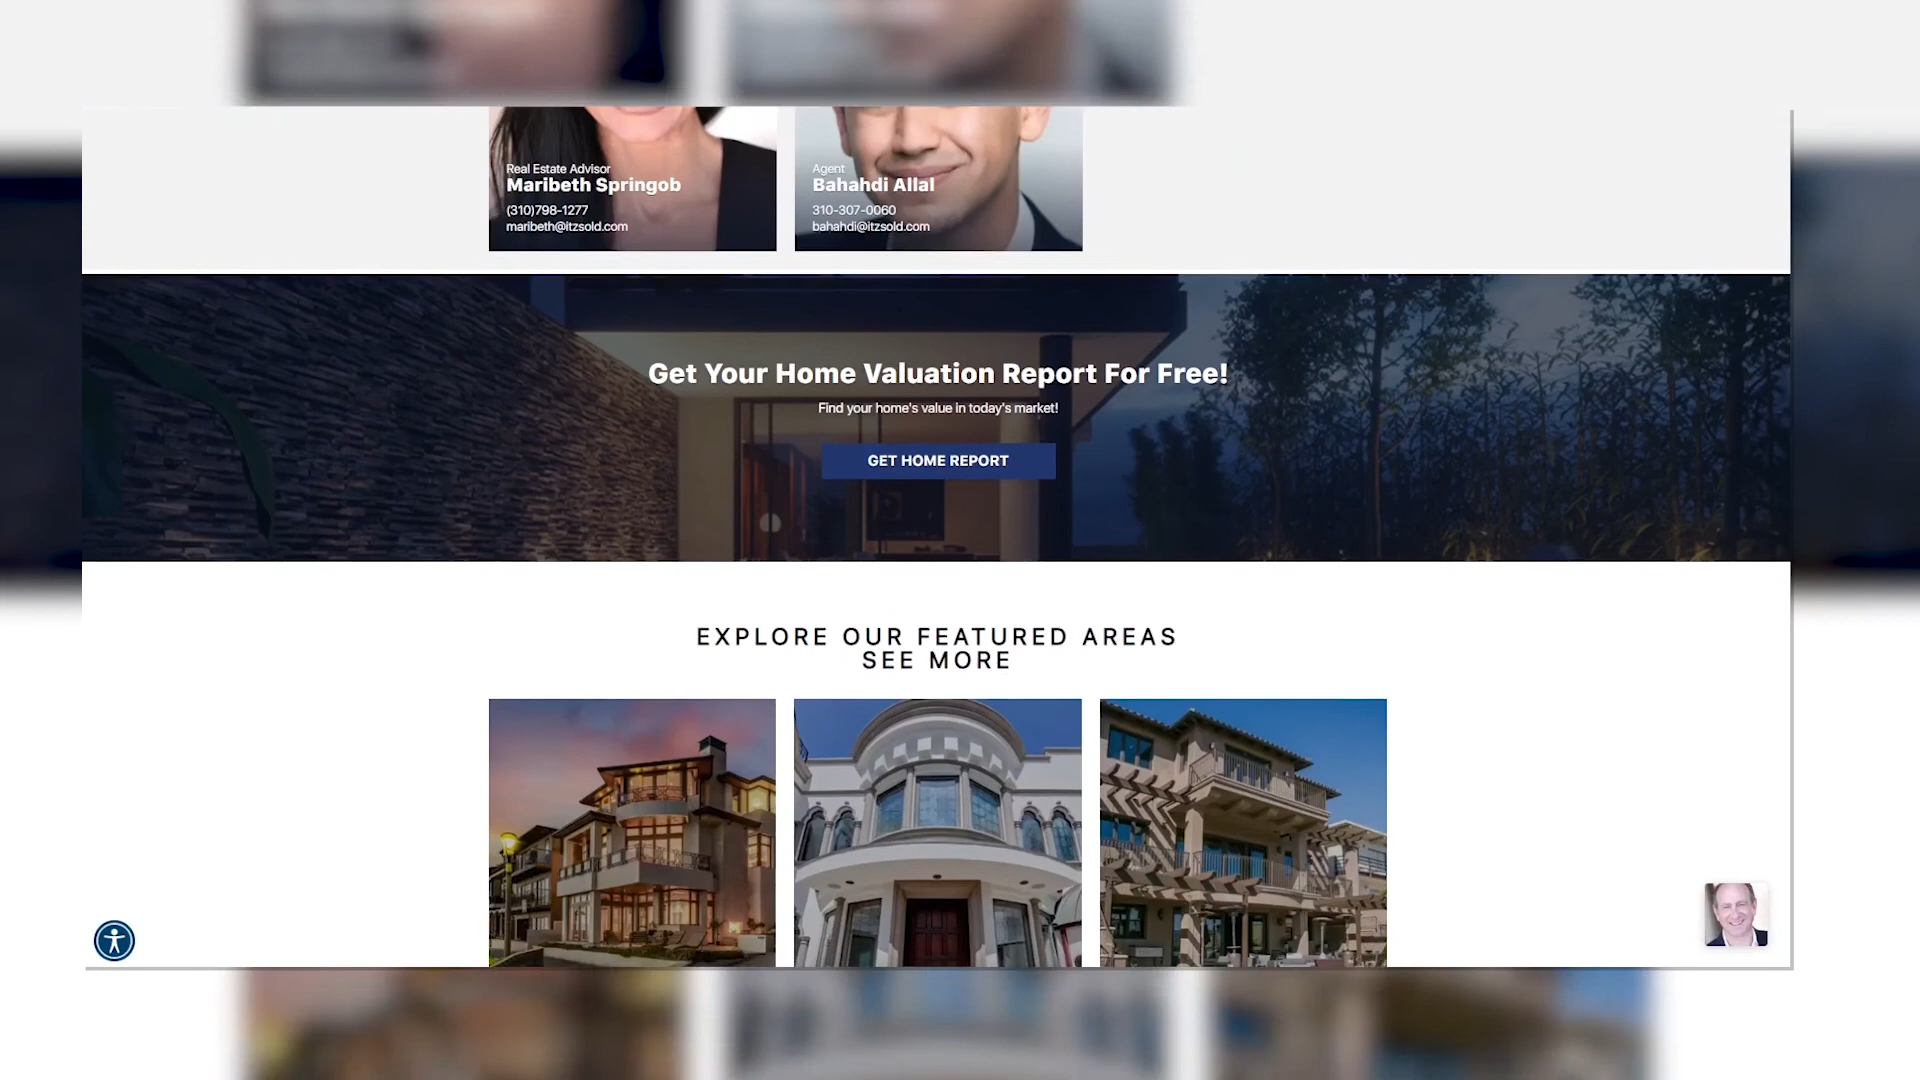 Real Estate Advisor
Maribeth Springob
(310)798-1277
maribeth@itzsold.com
Agent
Bahahdi Allal
310-307-0060
bahahdi@itzsold.com
Get Your Home Valuation Report For Free!
Find your home's value in today's market!
GET HOME REPORT
EXPLORE OUR FEATURED AREAS
SEE MORE